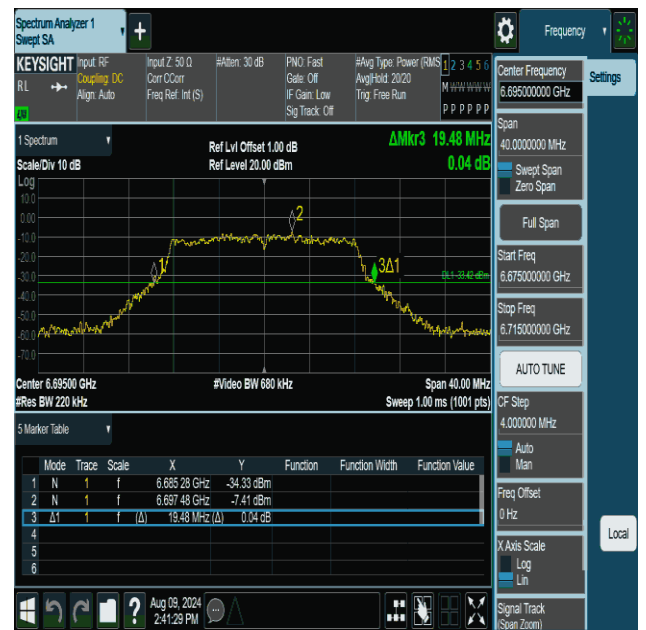 Spectrum Analyzer 1
Swept SA
+
Frequency
KEYSIGHT
RL
Input: RF
Coupling: DC
Align: Auto
Input Z: 50 Ω
Corr CCorr
Freq Ref: Int (S)
#Atten: 30 dB
PNO: Fast
Gate: Off
IF Gain: Low
Sig Track: Off
#Avg Type: Power (RMS
Avg|Hold: 20/20
Trig: Free Run
1 2 3 4 5 6
M W W W W W
P P P P P P
1 Spectrum
Scale/Div 10 dB
Ref Lvl Offset 1.00 dB
Ref Level 20.00 dBm
ΔMkr3 19.48 MHz
0.04 dB
Log
10.0
0.00
-10.0
-20.0
-30.0
-40.0
-50.0
-60.0
-70.0
1
2
3Δ1
DL1 -33.42 dBm
Center 6.69500 GHz
#Res BW 220 kHz
#Video BW 680 kHz
Span 40.00 MHz
Sweep 1.00 ms (1001 pts)
5 Marker Table
Mode Trace Scale X Y Function Function Width Function Value
1 N 1 f 6.685 28 GHz -34.33 dBm
2 N 1 f 6.697 48 GHz -7.41 dBm
3 Δ1 1 f (Δ) 19.48 MHz (Δ) 0.04 dB
4
5
6
?
Aug 09, 2024
2:41:29 PM
Center Frequency
6.695000000 GHz
Settings
Span
40.0000000 MHz
Swept Span
Zero Span
Full Span
Start Freq
6.675000000 GHz
Stop Freq
6.715000000 GHz
AUTO TUNE
CF Step
4.000000 MHz
Auto
Man
Freq Offset
0 Hz
X Axis Scale
Log
Lin
Local
Signal Track
(Span Zoom)